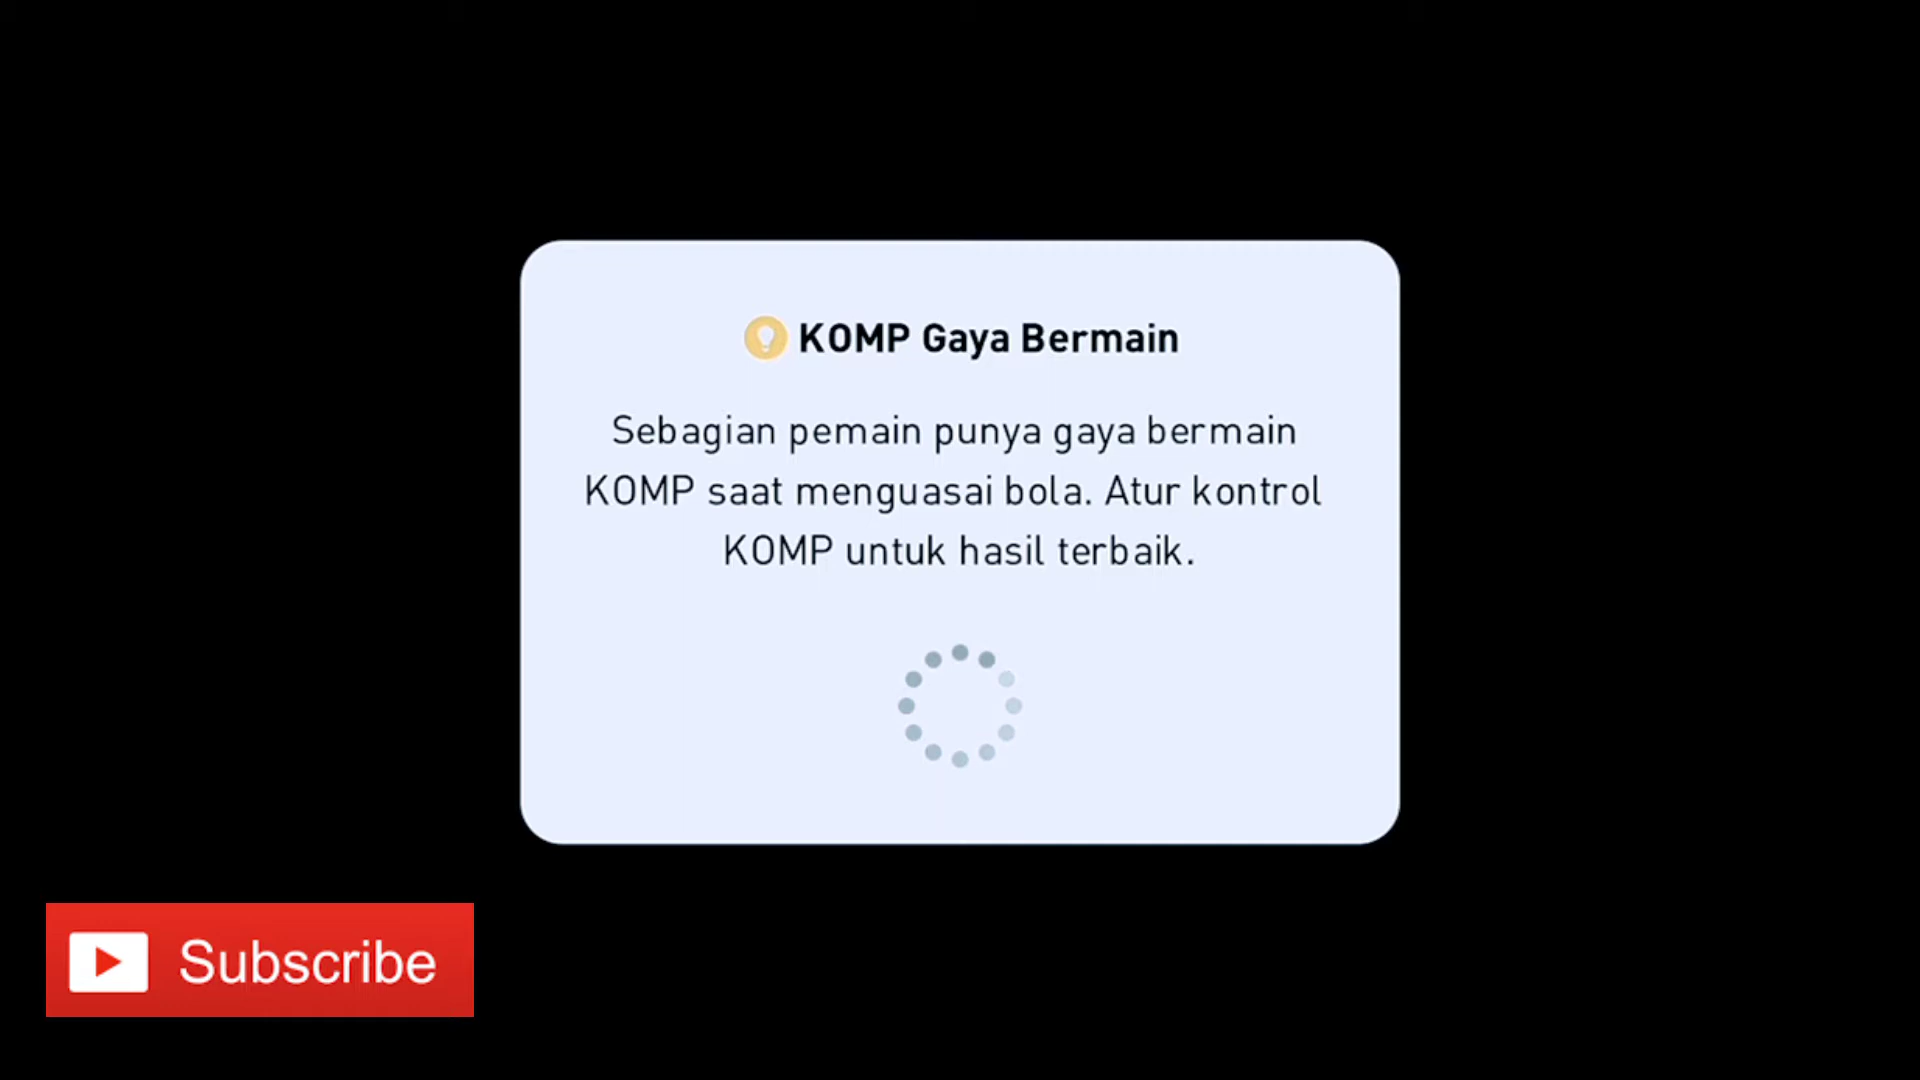 KOMP Gaya Bermain
Sebagian pemain punya gaya bermain
KOMP saat menguasai bola. Atur kontrol
KOMP untuk hasil terbaik.
Subscribe